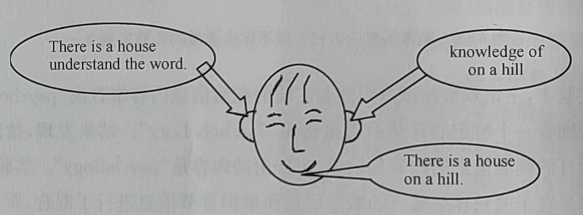 There is a house
understand the word.
knowledge of
on a hill
There is a house
on a hill.